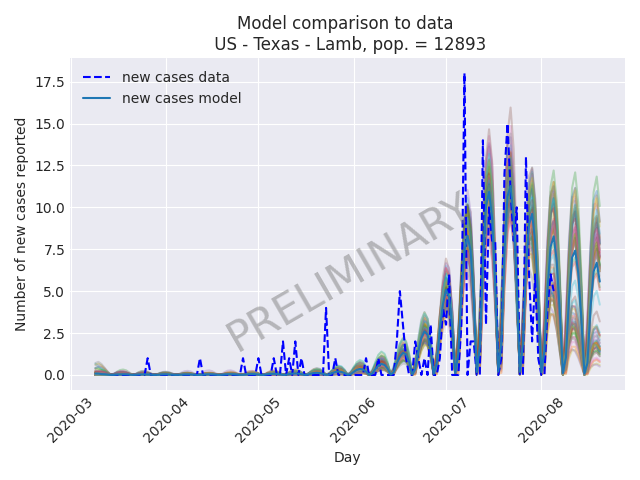 Model comparison to data
US - Texas - Lamb, pop. = 12893
new cases data
new cases model
Number of new cases reported
17.5
15.0
12.5
10.0
7.5
5.0
2.5
0.0
PRELIMINARY
2020-03
2020-04
2020-05
2020-06
2020-07
2020-08
Day